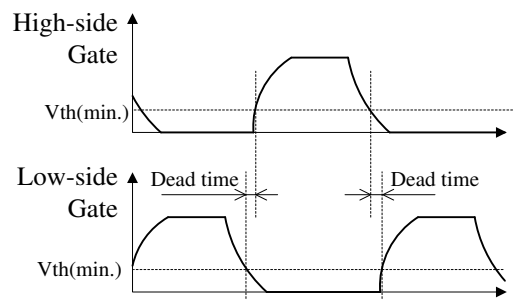 High-side
Gate
Vth(min.)
Low-side
Gate
Dead time
Dead time
Vth(min.)